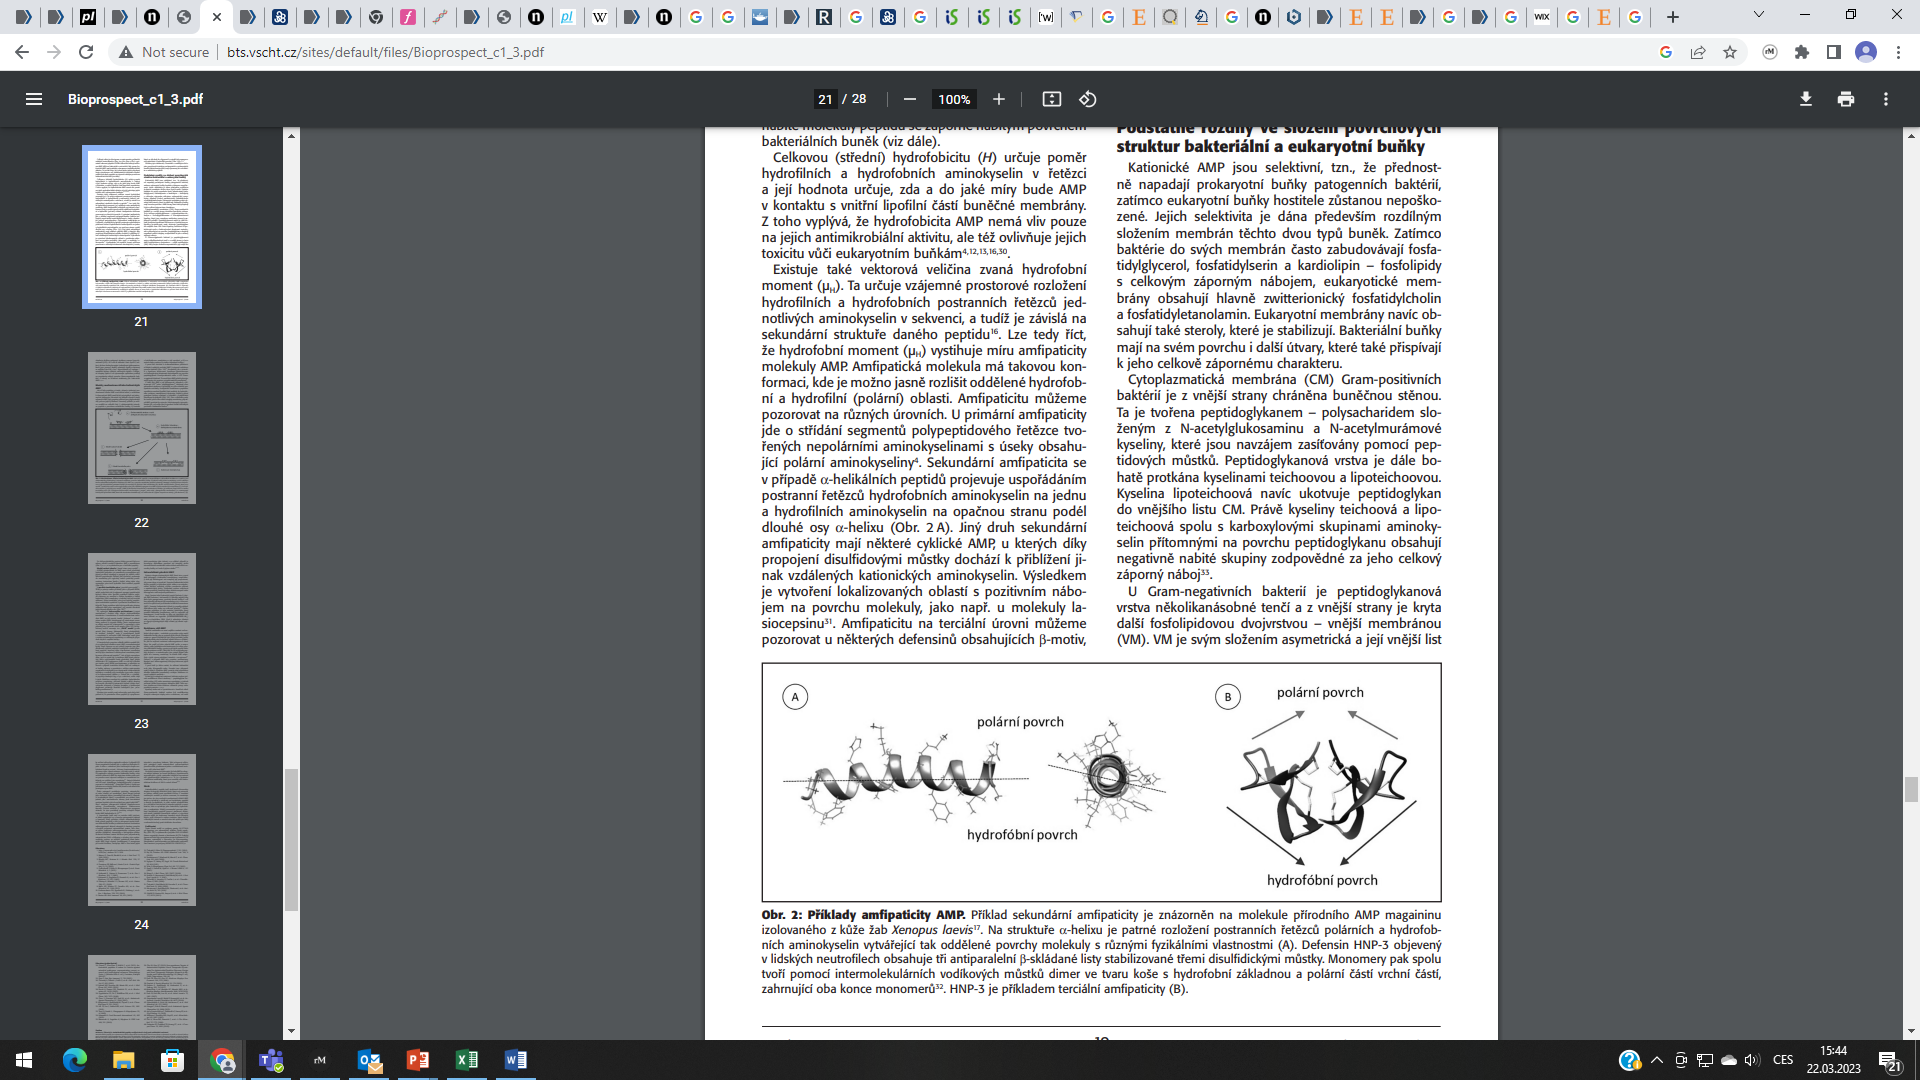 Not secure
bts.vscht.cz/sites/default/files/Bioprospect_c1_3.pdf
Bioprospect_c1_3.pdf
21 / 28
100%
21
22
23
24
bakteriálních buněk (viz dále).
Celkovou (střední) hydrofobicitu (H) určuje poměr
hydrofilních a hydrofobních aminokyselin v řetězci
a její hodnota určuje, zda a do jaké míry bude AMP
v kontaktu s vnitřní lipofilní částí buněčné membrány.
Z toho vyplývá, že hydrofobicita AMP nemá vliv pouze
na jejich antimikrobiální aktivitu, ale též ovlivňuje jejich
toxicitu vůči eukaryotním buňkám4,12,13,16,30.
Existuje také vektorová veličina zvaná hydrofobní
moment (μH). Ta určuje vzájemné prostorové rozložení
hydrofilních a hydrofobních postranních řetězců jed-
notlivých aminokyselin v sekvenci, a tudíž je závislá na
sekundární struktuře daného peptidu16. Lze tedy říct,
že hydrofobní moment (μH) vystihuje míru amfipaticity
molekuly AMP. Amfipatická molekula má takovou kon-
formaci, kde je možno jasně rozlišit oddělené hydrofob-
ní a hydrofilní (polární) oblasti. Amfipaticitu můžeme
pozorovat na různých úrovních. U primární amfipaticity
jde o střídání segmentů polypeptidového řetězce tvo-
řených nepolárními aminokyselinami s úseky obsahu-
jící polární aminokyseliny4. Sekundární amfipaticita se
v případě α-helikálních peptidů projevuje uspořádáním
postranní řetězců hydrofobních aminokyselin na jednu
a hydrofilních aminokyselin na opačnou stranu podél
dlouhé osy α-helixu (Obr. 2 A). Jiný druh sekundární
amfipaticity mají některé cyklické AMP, u kterých díky
propojení disulfidovými můstky dochází k přiblížení ji-
nak vzdálených kationických aminokyselin. Výsledkem
je vytvoření lokalizovaných oblastí s pozitivním nábo-
jem na povrchu molekuly, jako např. u molekuly la-
siocepsinu31. Amfipaticitu na terciální úrovni můžeme
pozorovat u některých defensinů obsahujících β-motiv,
Podstatné rozdíly ve složení povrchových
struktur bakteriální a eukaryotní buňky
Kationické AMP jsou selektivní, tzn., že přednost-
ně napadají prokaryotní buňky patogenních baktérií,
zatímco eukaryotní buňky hostitele zůstanou nepoško-
zené. Jejich selektivita je dána především rozdílným
složením membrán těchto dvou typů buněk. Zatímco
baktérie do svých membrán často zabudovávají fosfa-
tidylglycerol, fosfatidylserin a kardiolipin – fosfolipidy
s celkovým záporným nábojem, eukaryotické mem-
brány obsahují hlavně zwitterionický fosfatidylcholin
a fosfatidyletanolamin. Eukaryotní membrány navíc ob-
sahují také steroly, které je stabilizují. Bakteriální buňky
mají na svém povrchu i další útvary, které také přispívají
k jeho celkově zápornému charakteru.
Cytoplazmatická membrána (CM) Gram-positivních
baktérií je z vnější strany chráněna buněčnou stěnou.
Ta je tvořena peptidoglykanem – polysacharidem slo-
ženým z N-acetylglukosaminu a N-acetylmurámové
kyseliny, které jsou navzájem zasíťovány pomocí pep-
tidových můstků. Peptidoglykanová vrstva je dále bo-
hatě protkána kyselinami teichoovou a lipoteichoovou.
Kyselina lipoteichoová navíc ukotvuje peptidoglykan
do vnějšího listu CM. Právě kyseliny teichoová a lipo-
teichoová spolu s karboxylovými skupinami aminoky-
selin přítomnými na povrchu peptidoglykanu obsahují
negativně nabité skupiny zodpovědné za jeho celkový
záporný náboj33.
U Gram-negativních bakterií je peptidoglykanová
vrstva několikanásobné tenčí a z vnější strany je kryta
další fosfolipidovou dvojvrstvou – vnější membránou
(VM). VM je svým složením asymetrická a její vnější list
A
polární povrch
hydrofóbní povrch
B
polární povrch
hydrofóbní povrch
Obr. 2: Příklady amfipaticity AMP. Příklad sekundární amfipaticity je znázorněn na molekule přírodního AMP magaininu
izolovaného z kůže žab Xenopus laevis17. Na struktuře α-helixu je patrné rozložení postranních řetězců polárních a hydrofob-
ních aminokyselin vytvářející tak oddělené povrchy molekuly s různými fyzikálními vlastnostmi (A). Defensin HNP-3 objevený
v lidských neutrofilech obsahuje tři antiparalelní β-skládané listy stabilizované třemi disulfidickými můstky. Monomery pak spolu
tvoří pomocí intermolekulárních vodíkových můstků dimer ve tvaru koše s hydrofobní základnou a polární částí vrchní částí,
zahrnující oba konce monomerů32. HNP-3 je příkladem terciální amfipaticity (B).
CES
15:44
22.03.2023
21